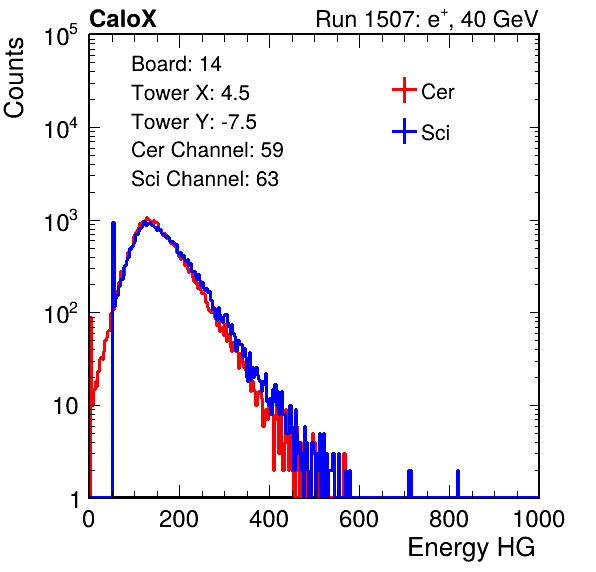 CaloX Run 1507: e⁺, 40 GeV
Board: 14
Tower X: 4.5
Tower Y: -7.5
Cer Channel: 59
Sci Channel: 63
Cer
Sci
Counts
10⁵
10⁴
10³
10²
10
1
0 200 400 600 800 1000
Energy HG